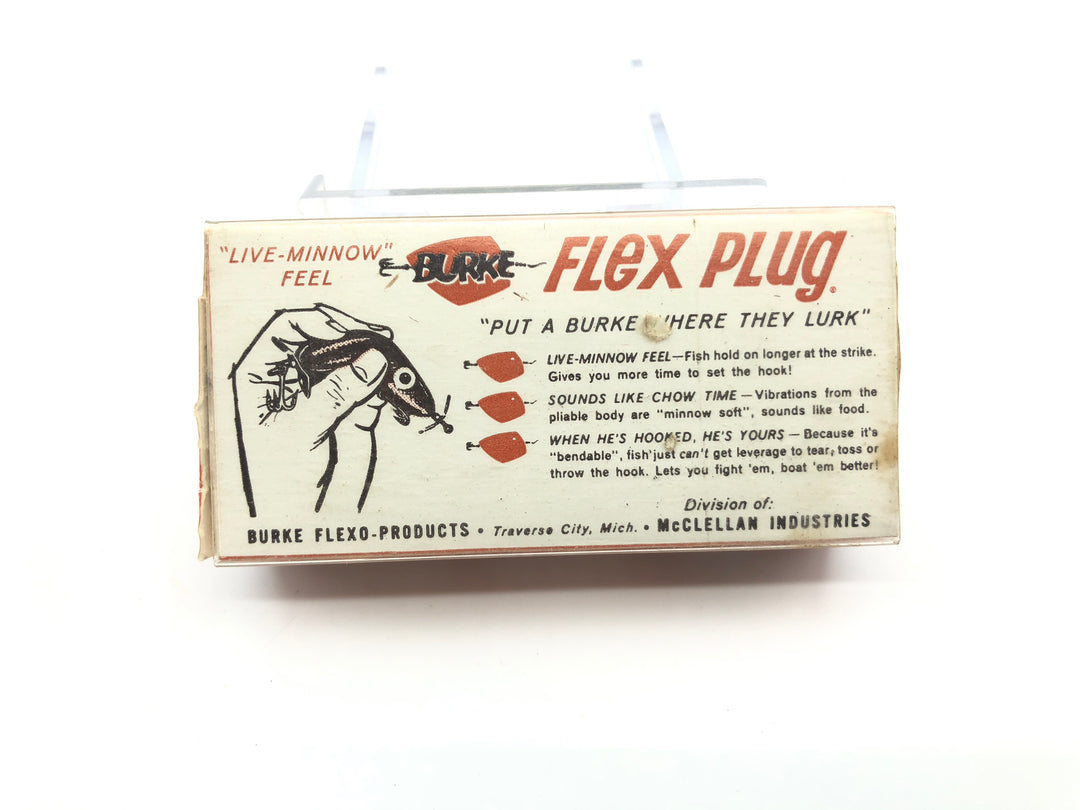 "LIVE-MINNOW"
FEEL
BURKE
FLEX PLUG®
"PUT A BURKE WHERE THEY LURK"
LIVE-MINNOW FEEL—Fish hold on longer at the strike.
Gives you more time to set the hook!
SOUNDS LIKE CHOW TIME—Vibrations from the
pliable body are "minnow soft", sounds like food.
WHEN HE'S HOOKED, HE'S YOURS—Because it's
"bendable", fish just can't get leverage to tear, toss or
throw the hook. Lets you fight 'em, boat 'em better!
Division of:
BURKE FLEXO-PRODUCTS • Traverse City, Mich. • McCLELLAN INDUSTRIES